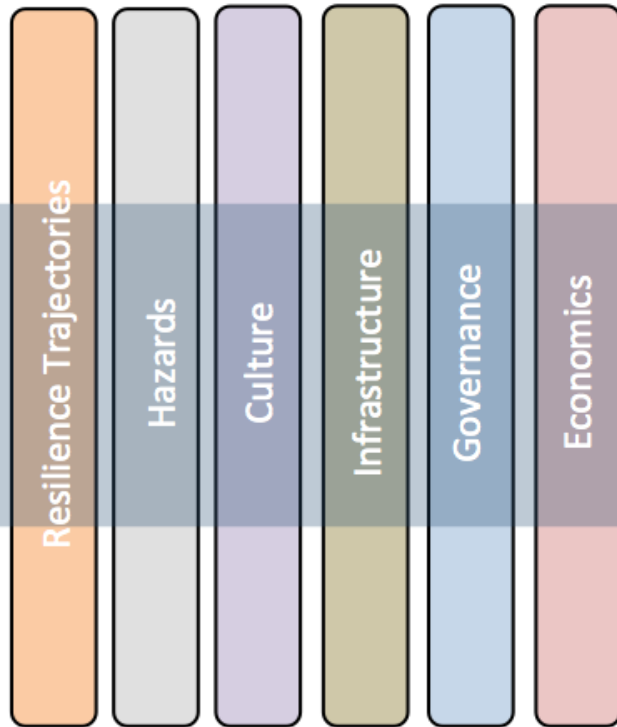 Resilience Trajectories
Hazards
Culture
Infrastructure
Governance
Economics